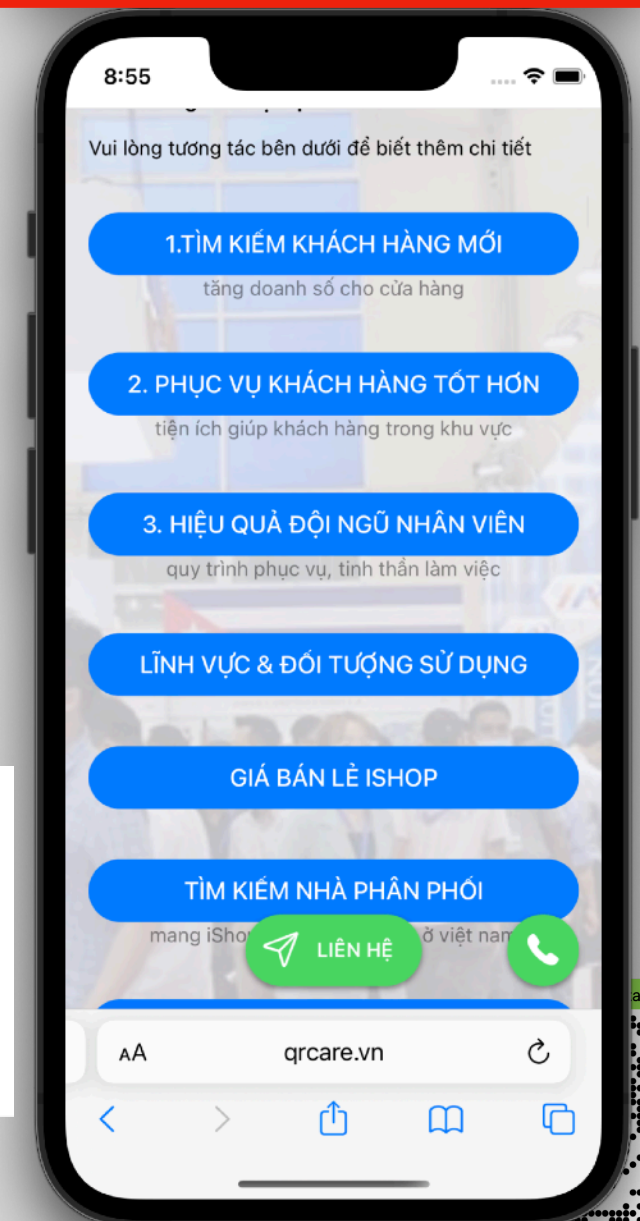 8:55
Vui lòng tương tác bên dưới để biết thêm chi tiết
1.TÌM KIẾM KHÁCH HÀNG MỚI
tăng doanh số cho cửa hàng
2. PHỤC VỤ KHÁCH HÀNG TỐT HƠN
tiện ích giúp khách hàng trong khu vực
3. HIỆU QUẢ ĐỘI NGŨ NHÂN VIÊN
quy trình phục vụ, tinh thần làm việc
LĨNH VỰC & ĐỐI TƯỢNG SỬ DỤNG
GIÁ BÁN LẺ ISHOP
TÌM KIẾM NHÀ PHÂN PHỐI
mang ở việt nam
LIÊN HỆ
AA
qrcare.vn